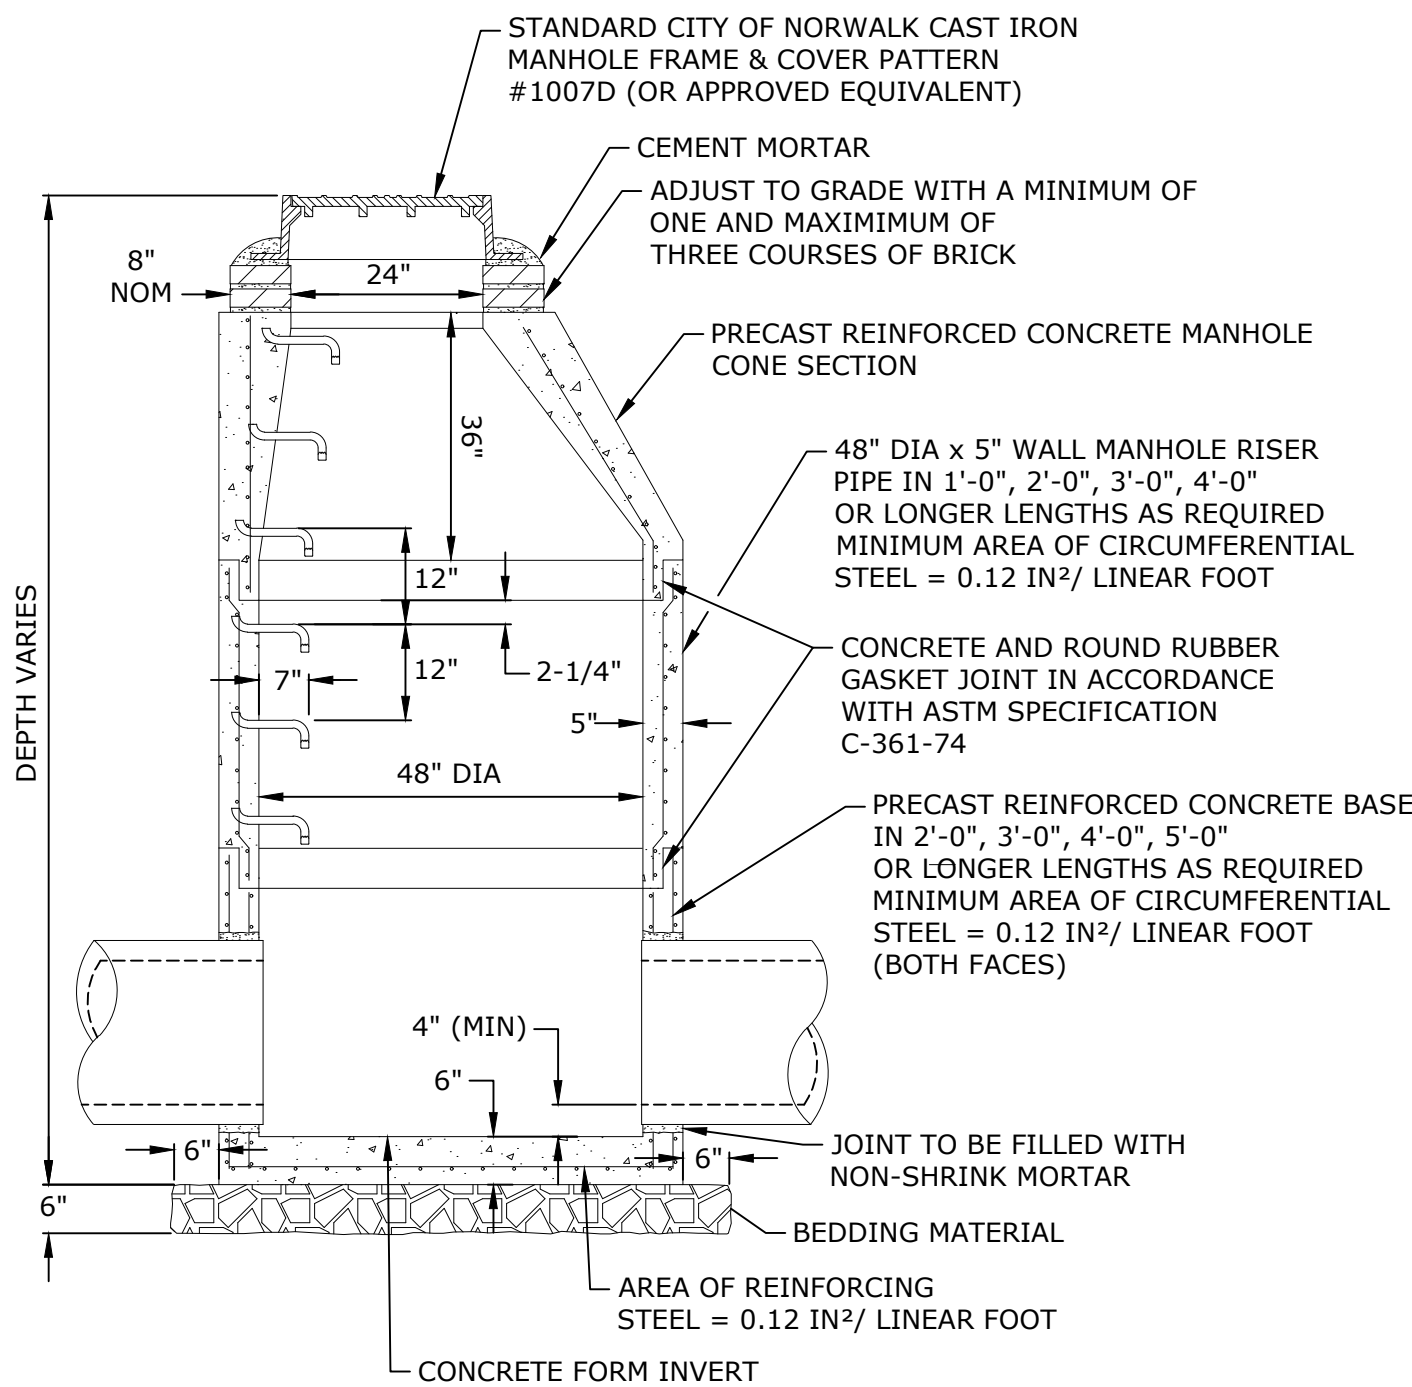 STANDARD CITY OF NORWALK CAST IRON
MANHOLE FRAME & COVER PATTERN
#1007D (OR APPROVED EQUIVALENT)
CEMENT MORTAR
ADJUST TO GRADE WITH A MINIMUM OF
ONE AND MAXIMIMUM OF
THREE COURSES OF BRICK
8"
NOM
24"
PRECAST REINFORCED CONCRETE MANHOLE
CONE SECTION
36"
48" DIA x 5" WALL MANHOLE RISER
PIPE IN 1'-0", 2'-0", 3'-0", 4'-0"
OR LONGER LENGTHS AS REQUIRED
MINIMUM AREA OF CIRCUMFERENTIAL
STEEL = 0.12 IN²/ LINEAR FOOT
12"
DEPTH VARIES
12"
2-1/4"
7"
5"
CONCRETE AND ROUND RUBBER
GASKET JOINT IN ACCORDANCE
WITH ASTM SPECIFICATION
C-361-74
48" DIA
PRECAST REINFORCED CONCRETE BASE
IN 2'-0", 3'-0", 4'-0", 5'-0"
OR LONGER LENGTHS AS REQUIRED
MINIMUM AREA OF CIRCUMFERENTIAL
STEEL = 0.12 IN²/ LINEAR FOOT
(BOTH FACES)
4" (MIN)
6"
6"
6"
JOINT TO BE FILLED WITH
NON-SHRINK MORTAR
6"
BEDDING MATERIAL
AREA OF REINFORCING
STEEL = 0.12 IN²/ LINEAR FOOT
CONCRETE FORM INVERT